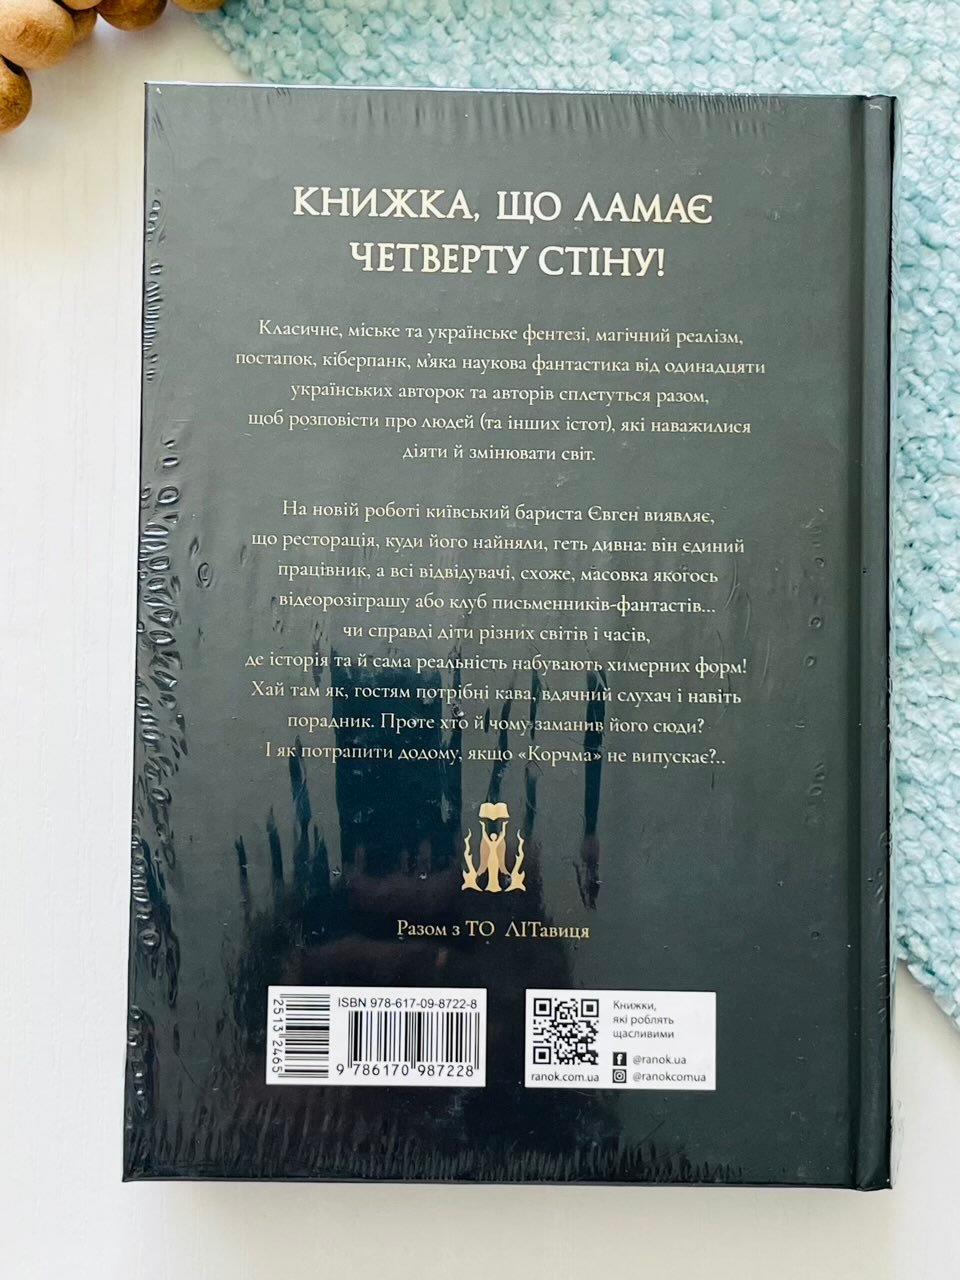 КНИЖКА, ЩО ЛАМАЄ
ЧЕТВЕРТУ СТІНУ!
Класичне, міське та українське фентезі, магічний реалізм,
постапок, кіберпанк, м'яка наукова фантастика від одинадцяти
українських авторок та авторів сплетуться разом,
щоб розповісти про людей (та інших істот), які наважилися
діяти й змінювати світ.
На новій роботі київський бариста Євген виявляє,
що ресторація, куди його найняли, геть дивна: він єдиний
працівник, а всі відвідувачі, схоже, масовка якогось
відеорозіграшу або клуб письменників-фантастів...
чи справді діти різних світів і часів,
де історія та й сама реальність набувають химерних форм!
Хай там як, гостям потрібні кава, вдячний слухач і навіть
порадник. Проте хто й чому заманив його сюди?
І як потрапити додому, якщо «Корчма» не випускає?..
Разом з ТО ЛІТавиця
ISBN 978-617-09-8722-8
2513 2465
9 786170 987228
Книжки,
які роблять
щасливими
@ranok.ua
ranok.com.ua
@ranokcomua